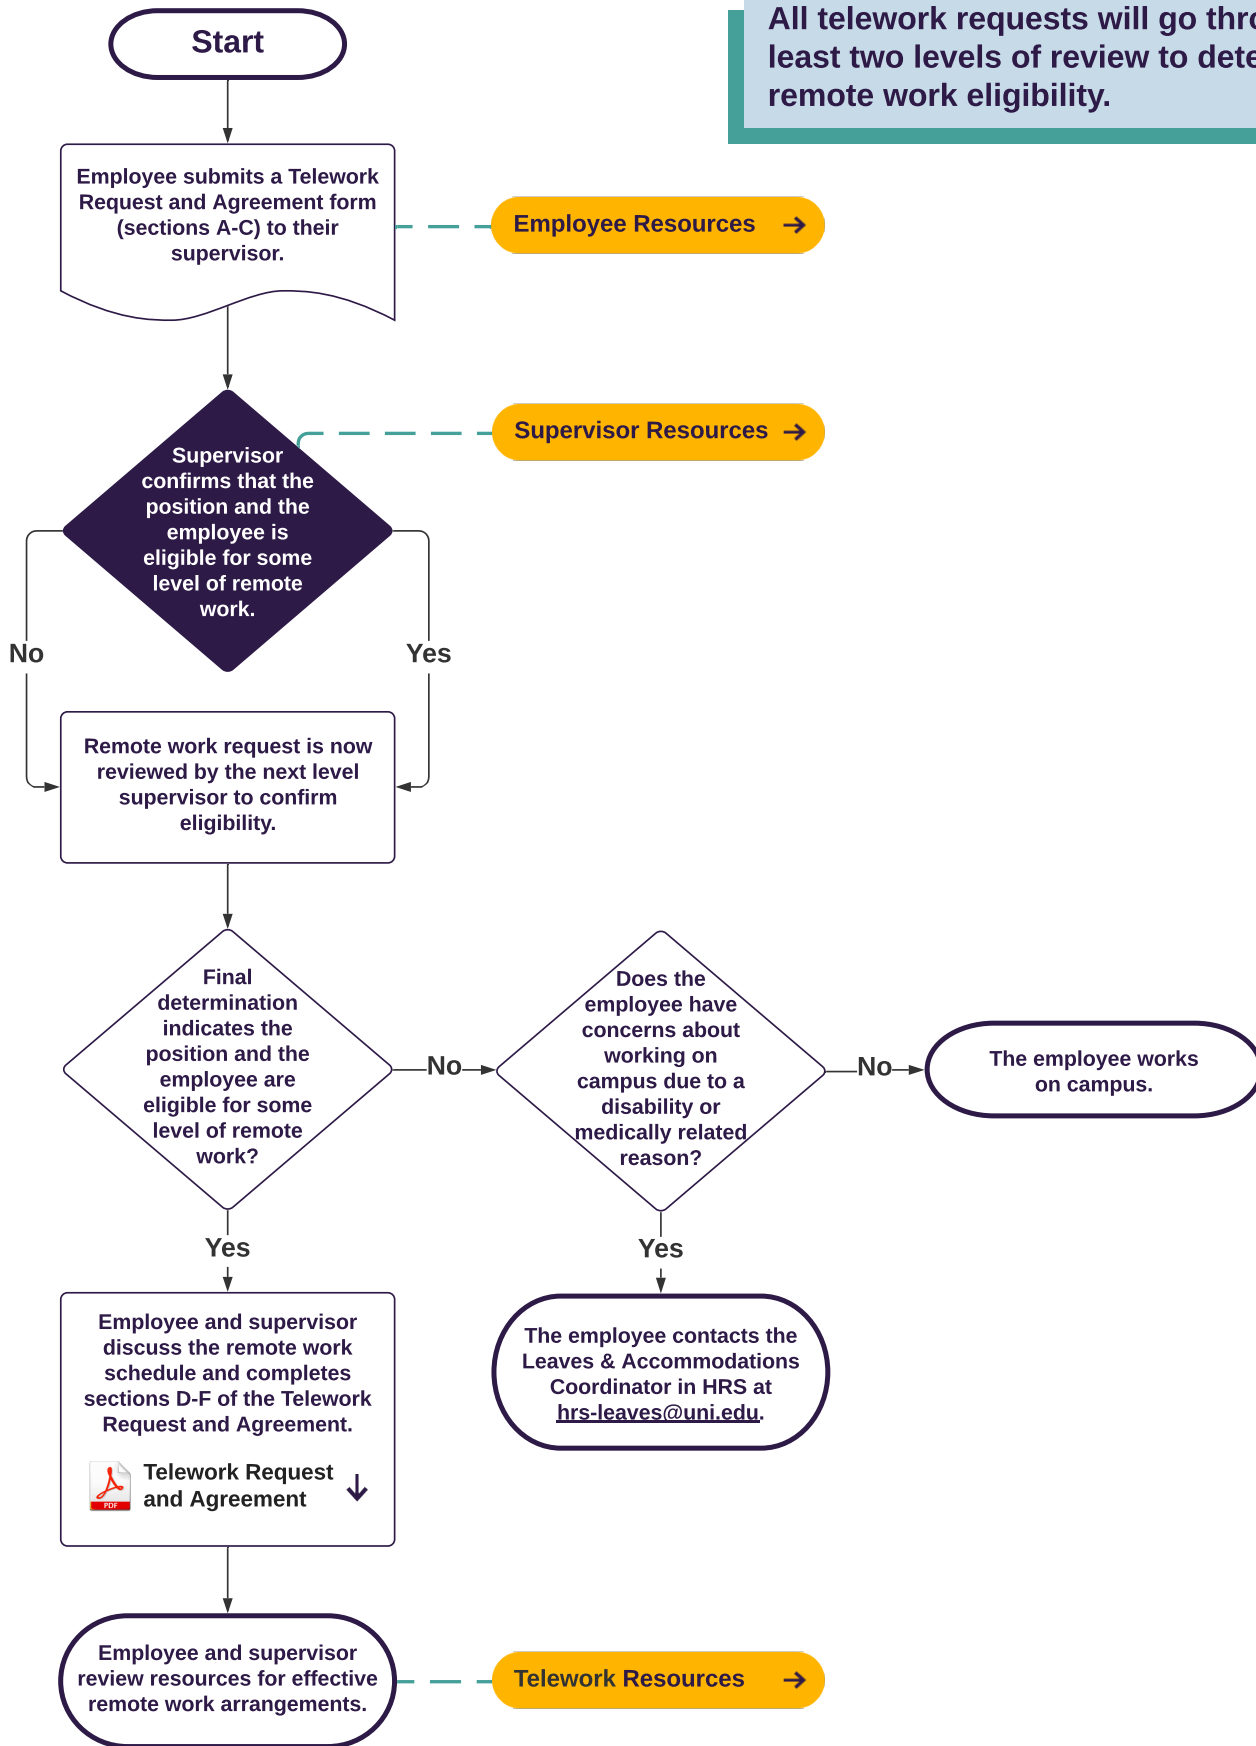 Start
All telework requests will go
least two levels of review to
remote work eligibility.
Employee submits a Telework
Request and Agreement form
(sections A-C) to their
supervisor.
Employee Resources
Supervisor Resources
Supervisor
confirms that the
position and the
employee is
eligible for some
level of remote
work.
No
Yes
Remote work request is now
reviewed by the next level
supervisor to confirm
eligibility.
Final
determination
indicates the
position and the
employee are
eligible for some
level of remote
work?
No
Does the
employee have
concerns about
working on
campus due to a
disability or
medically related
reason?
No
The employee works
on campus.
Yes
Yes
Employee and supervisor
discuss the remote work
schedule and completes
sections D-F of the Telework
Request and Agreement.
PDF
Telework Request
and Agreement
The employee contacts the
Leaves & Accommodations
Coordinator in HRS at
hrs-leaves@uni.edu.
Employee and supervisor
review resources for effective
remote work arrangements.
Telework Resources